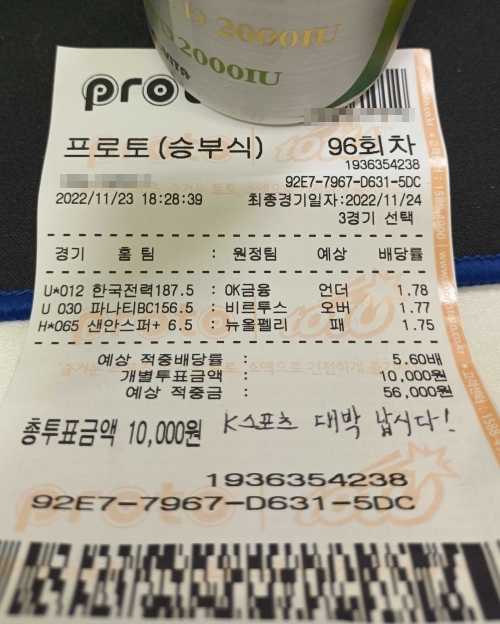 D 2000IU
D 2000IU
proto
프로토(승부식) 96회차
1936354238
92E7-7967-D631-5DC
2022/11/23 18:28:39 최종경기일자:2022/11/24
3경기 선택
경기 홈 팀 : 원정팀 예상 배당률
U*012 한국전력187.5 : OK금융 언더 1.78
U 030 파나티BC156.5 : 비르투스 오버 1.77
H*065 샌안스퍼+ 6.5 : 뉴올펠리 패 1.75
예상 적중배당률 : 5.60배
개별투표금액 : 10,000원
예상 적중금 : 56,000원
총투표금액 10,000원 K스포츠 대박 납시다!
1936354238
92E7-7967-D631-5DC